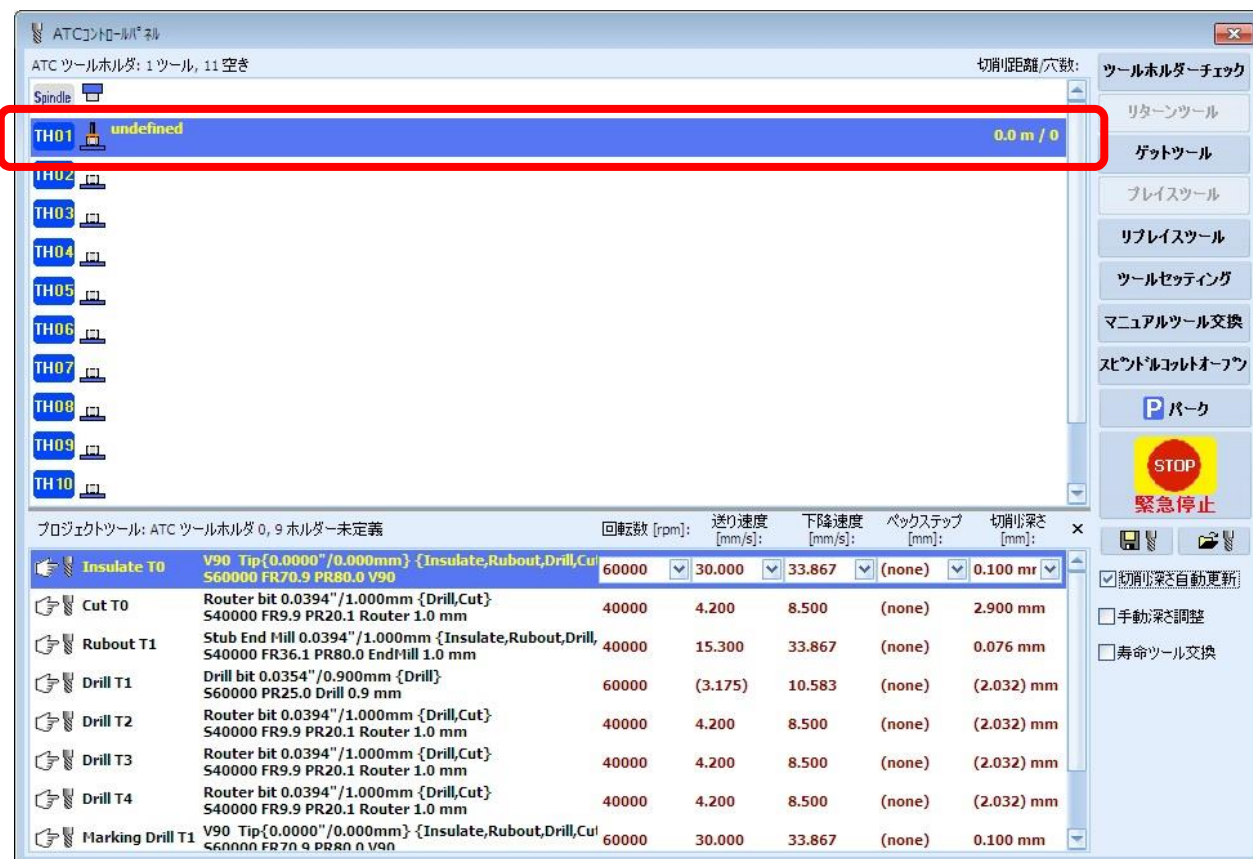 ATCｺﾝﾄﾛｰﾙﾊﾟﾈﾙ
ATC ツールホルダ: 1 ツール, 11 空き 切削距離/穴数:
Spindle
TH01 undefined 0.0 m / 0
TH02
TH03
TH04
TH05
TH06
TH07
TH08
TH09
TH10
ツールホルダーチェック
リターンツール
ゲットツール
プレイスツール
リプレイスツール
ツールセッティング
マニュアルツール交換
ｽﾋﾟﾝﾄﾞﾙｺﾚｯﾄオープン
P パーク
STOP
緊急停止
切削深さ自動更新
手動深さ調整
寿命ツール交換
プロジェクトツール: ATC ツールホルダ 0, 9 ホルダー未定義 回転数 [rpm]: 送り速度 [mm/s]: 下降速度 [mm/s]: ペックステップ [mm]: 切削深さ [mm]: ×
Insulate T0 V90 Tip{0.0000"/0.000mm} {Insulate,Rubout,Drill,Cut 60000 30.000 33.867 (none) 0.100 mr
S60000 FR70.9 PR80.0 V90
Cut T0 Router bit 0.0394"/1.000mm {Drill,Cut} 40000 4.200 8.500 (none) 2.900 mm
S40000 FR9.9 PR20.1 Router 1.0 mm
Rubout T1 Stub End Mill 0.0394"/1.000mm {Insulate,Rubout,Drill, 40000 15.300 33.867 (none) 0.076 mm
S40000 FR36.1 PR80.0 EndMill 1.0 mm
Drill T1 Drill bit 0.0354"/0.900mm {Drill} 60000 (3.175) 10.583 (none) (2.032) mm
S60000 PR25.0 Drill 0.9 mm
Drill T2 Router bit 0.0394"/1.000mm {Drill,Cut} 40000 4.200 8.500 (none) (2.032) mm
S40000 FR9.9 PR20.1 Router 1.0 mm
Drill T3 Router bit 0.0394"/1.000mm {Drill,Cut} 40000 4.200 8.500 (none) (2.032) mm
S40000 FR9.9 PR20.1 Router 1.0 mm
Drill T4 Router bit 0.0394"/1.000mm {Drill,Cut} 40000 4.200 8.500 (none) (2.032) mm
S40000 FR9.9 PR20.1 Router 1.0 mm
Marking Drill T1 V90 Tip{0.0000"/0.000mm} {Insulate,Rubout,Drill,Cut 60000 30.000 33.867 (none) 0.100 mm
S60000 FR70.9 PR80.0 V90